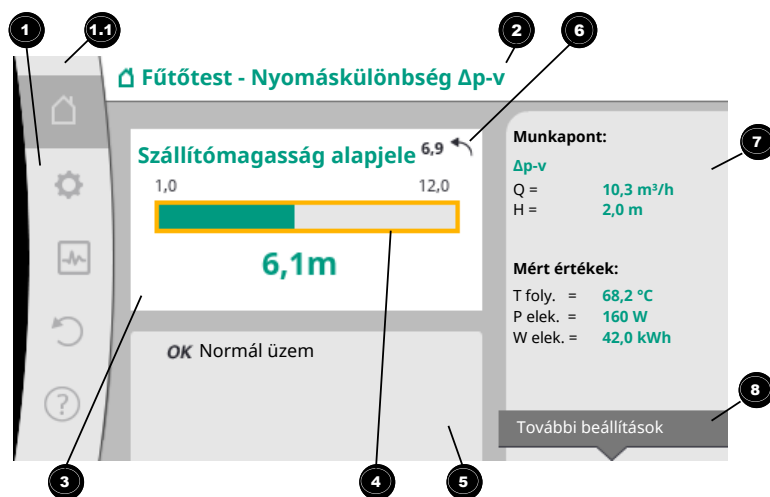 1
1.1
2
6
Fűtőtest - Nyomáskülönbség Δp-v
Szállítómagasság alapjele 6,9
1,0 12,0
6,1m
OK Normál üzem
Munkapont:
7
Δp-v
Q = 10,3 m³/h
H = 2,0 m
Mért értékek:
T foly. = 68,2 °C
P elek. = 160 W
W elek. = 42,0 kWh
8
További beállítások
3
4
5